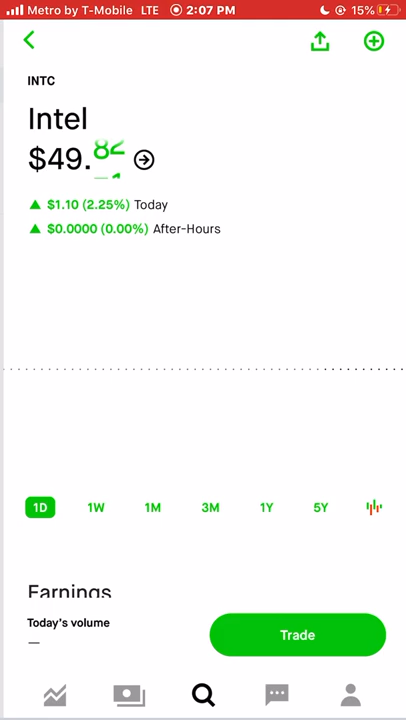 Metro by T-Mobile LTE 2:07 PM 15%
INTC
Intel
$49.
$1.10 (2.25%) Today
$0.0000 (0.00%) After-Hours
1D 1W 1M 3M 1Y 5Y
Earnings
Today's volume
—
Trade